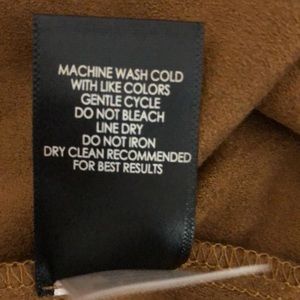 MACHINE WASH COLD
WITH LIKE COLORS
GENTLE CYCLE
DO NOT BLEACH
LINE DRY
DO NOT IRON
DRY CLEAN RECOMMENDED
FOR BEST RESULTS